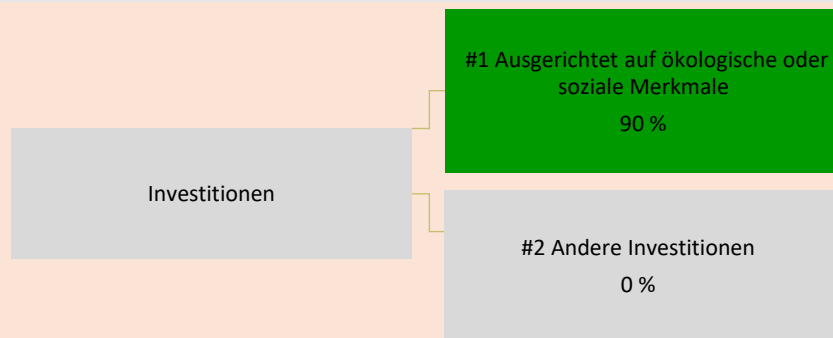 #1 Ausgerichtet auf ökologische oder
soziale Merkmale
90 %
Investitionen
#2 Andere Investitionen
0 %